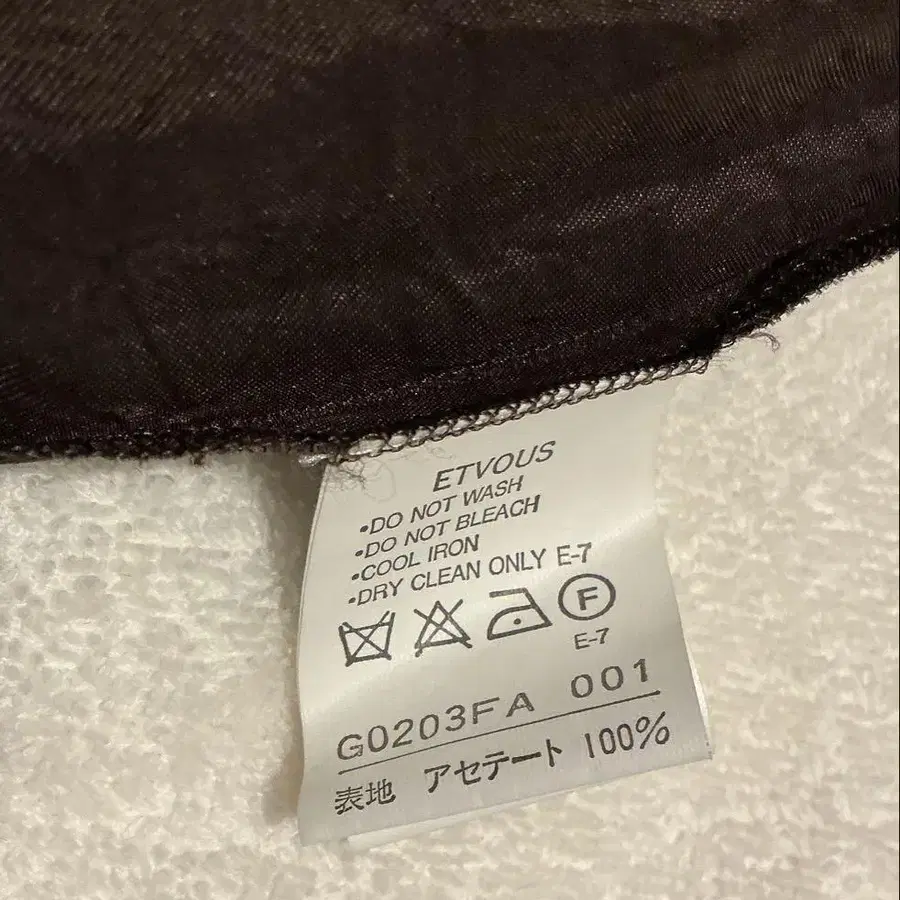 ETVOUS
•DO NOT WASH
•DO NOT BLEACH
•COOL IRON
•DRY CLEAN ONLY E-7
F
E-7
G0203FA 001
表地 アセテート 100%